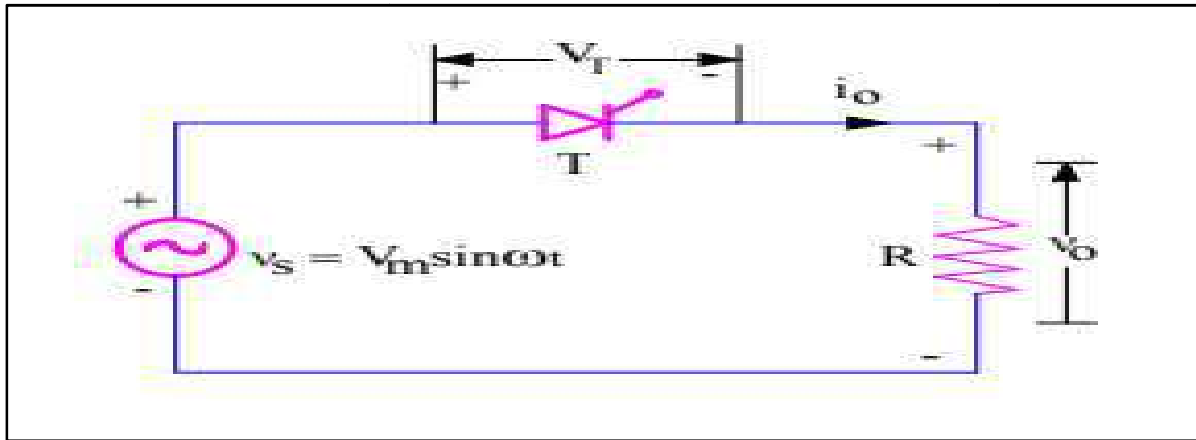 V_T
+ -
i_o
T
+
+
v_s = V_m sinωt
R
v_o
-
-